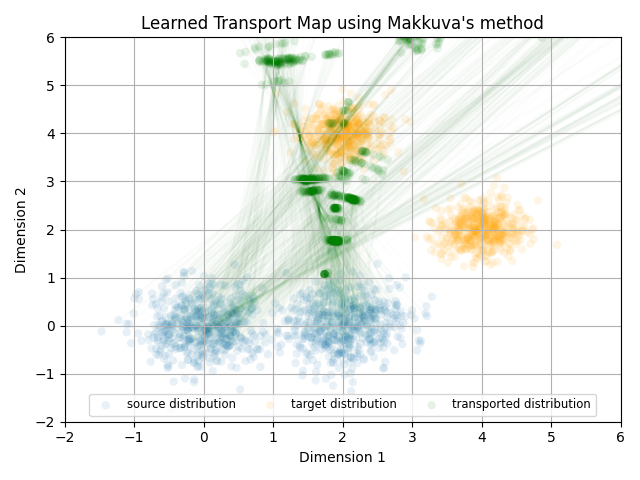 Learned Transport Map using Makkuva's method
6
5
4
3
2
1
0
−1
−2
Dimension 2
source distribution target distribution transported distribution
−2 −1 0 1 2 3 4 5 6
Dimension 1